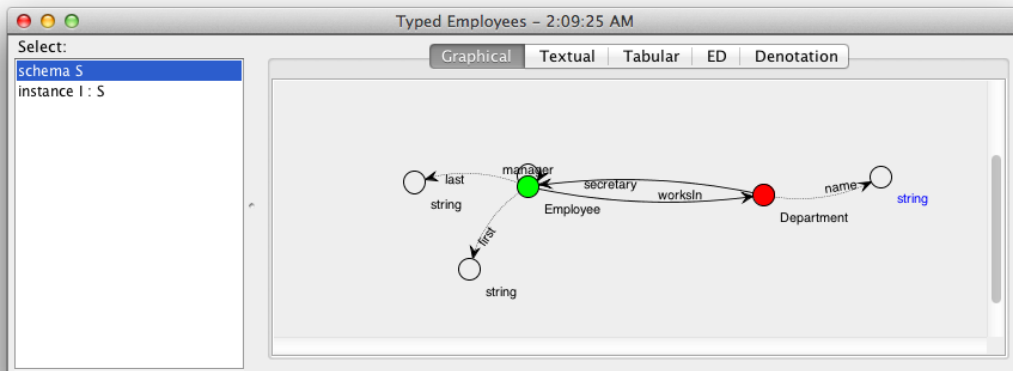 Typed Employees – 2:09:25 AM
Select:
schema S
instance I : S
Graphical Textual Tabular ED Denotation
manager
last
secretary
name
worksIn
string
Employee
string
Department
first
string